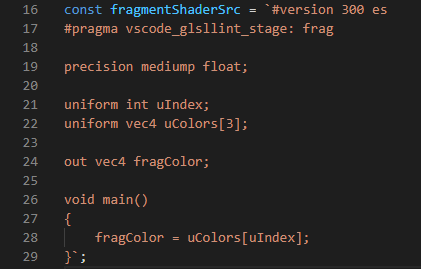 16 const fragmentShaderSrc = `#version 300 es
17 #pragma vscode_glsllint_stage: frag
18
19 precision mediump float;
20
21 uniform int uIndex;
22 uniform vec4 uColors[3];
23
24 out vec4 fragColor;
25
26 void main()
27 {
28     fragColor = uColors[uIndex];
29 }`;